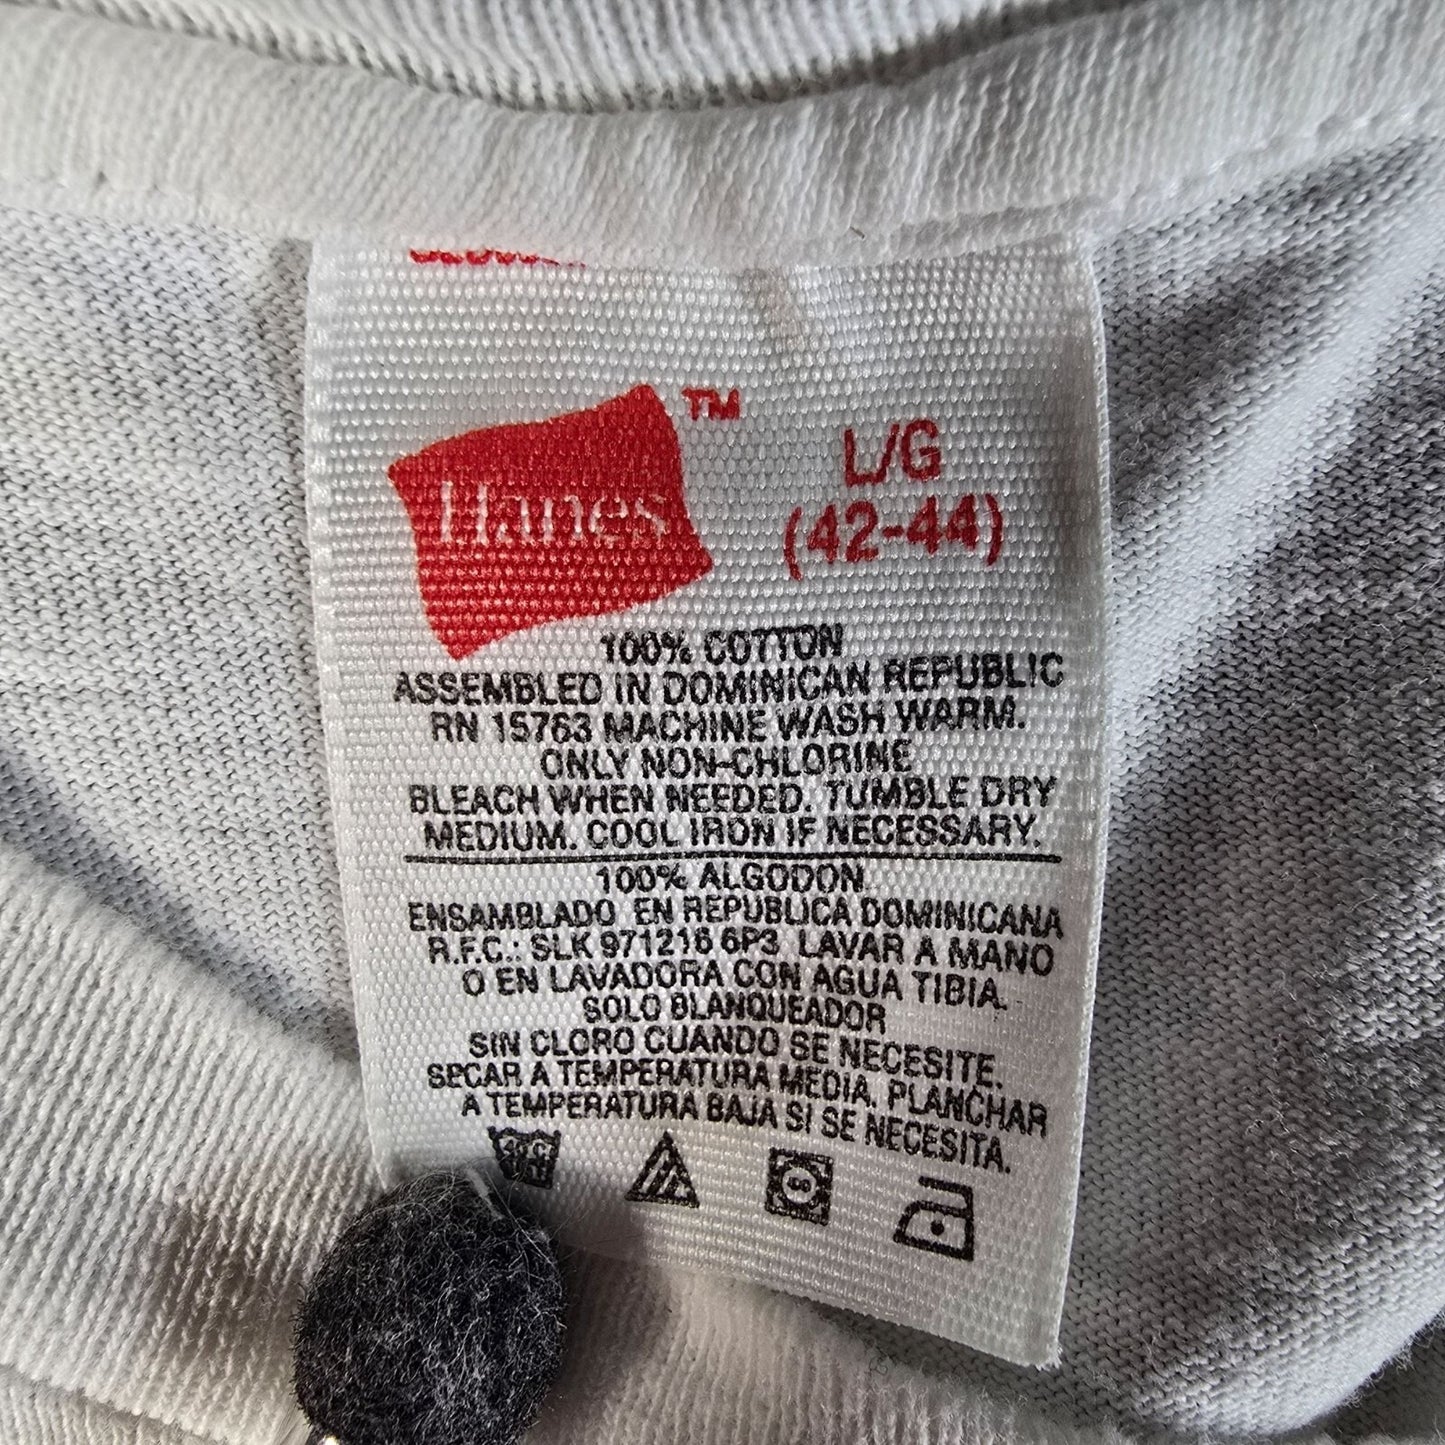 Hanes™
L/G
(42-44)
100% COTTON
ASSEMBLED IN DOMINICAN REPUBLIC
RN 15763 MACHINE WASH WARM.
ONLY NON-CHLORINE
BLEACH WHEN NEEDED. TUMBLE DRY
MEDIUM. COOL IRON IF NECESSARY.
100% ALGODON
ENSAMBLADO EN REPUBLICA DOMINICANA
R.F.C.: SLK 971216 6P3 LAVAR A MANO
O EN LAVADORA CON AGUA TIBIA.
SOLO BLANQUEADOR
SIN CLORO CUANDO SE NECESITE.
SECAR A TEMPERATURA MEDIA. PLANCHAR
A TEMPERATURA BAJA SI SE NECESITA.
40°C